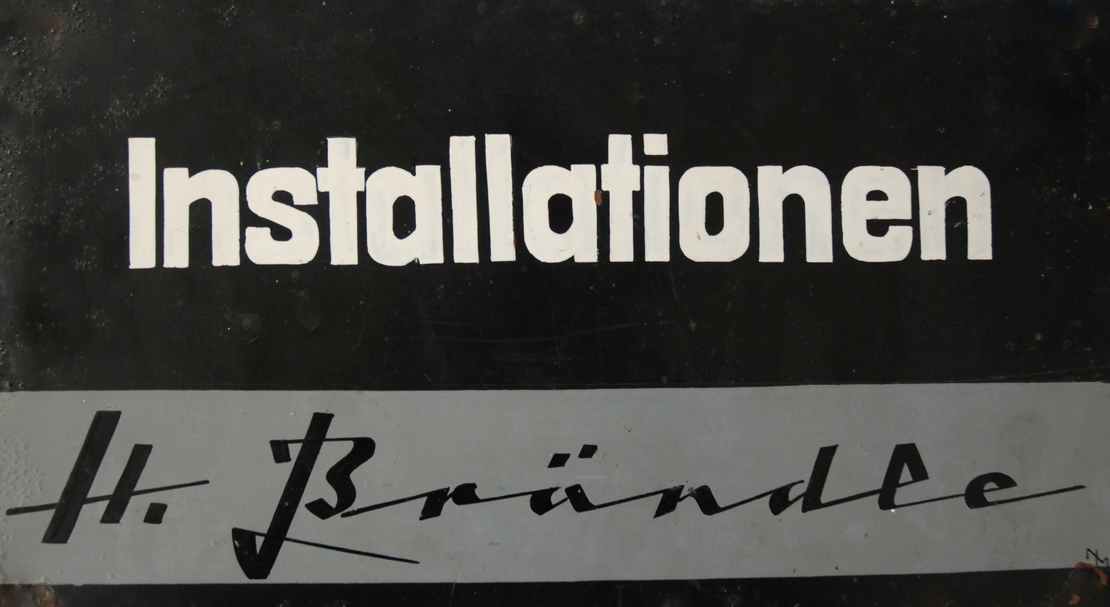 Installationen
H. Brändle